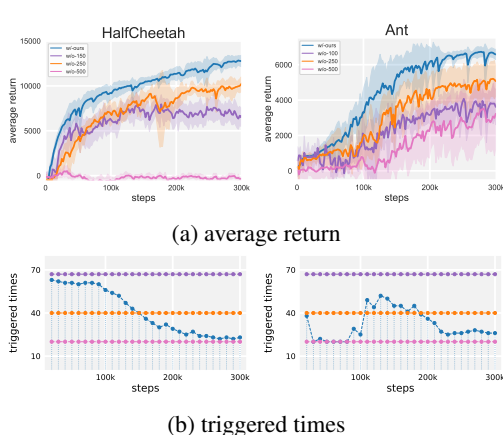 HalfCheetah
Ant
15000
10000
5000
0
average return
w/-ours
w/o-150
w/o-250
w/o-500
100k
200k
300k
steps
6000
4000
2000
0
average return
w/-ours
w/o-100
w/o-250
w/o-500
100k
200k
300k
steps
(a) average return
70
40
10
triggered times
100k
200k
300k
steps
70
40
10
triggered times
100k
200k
300k
steps
(b) triggered times